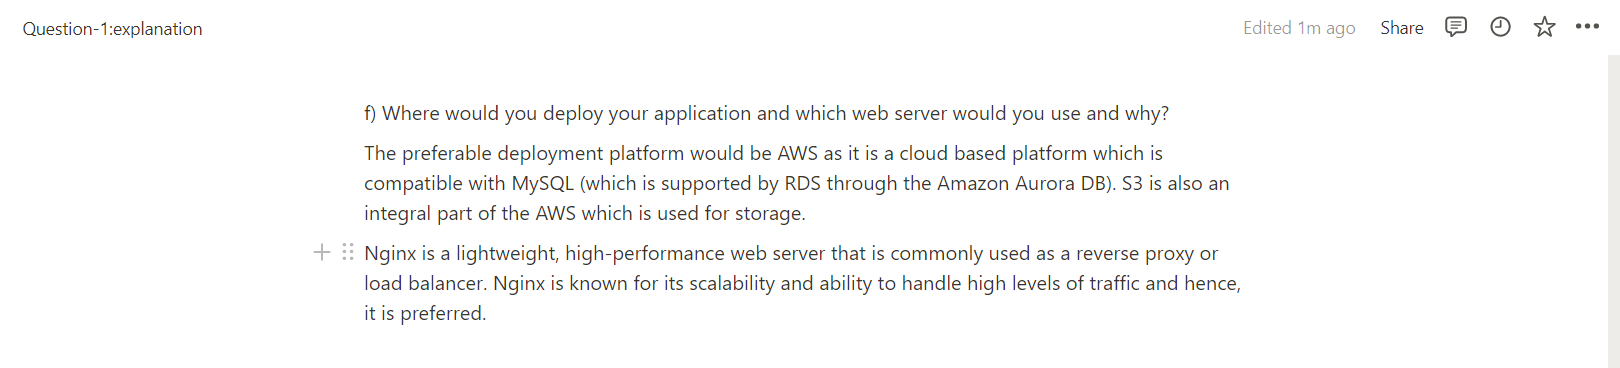 Question-1:explanation
Edited 1m ago Share
f) Where would you deploy your application and which web server would you use and why?
The preferable deployment platform would be AWS as it is a cloud based platform which is
compatible with MySQL (which is supported by RDS through the Amazon Aurora DB). S3 is also an
integral part of the AWS which is used for storage.
Nginx is a lightweight, high-performance web server that is commonly used as a reverse proxy or
load balancer. Nginx is known for its scalability and ability to handle high levels of traffic and hence,
it is preferred.